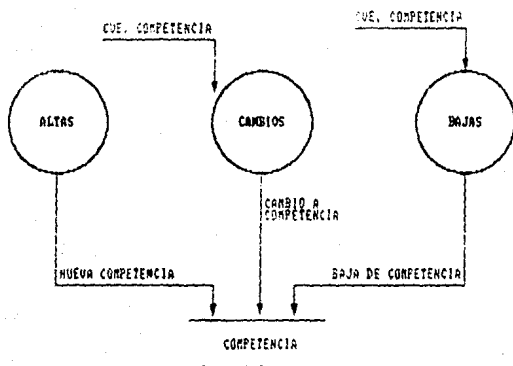 CVE. COMPETENCIA
CVE. COMPETENCIA
ALTAS
CAMBIOS
BAJAS
CAMBIO A
COMPETENCIA
NUEVA COMPETENCIA
BAJA DE COMPETENCIA
COMPETENCIA